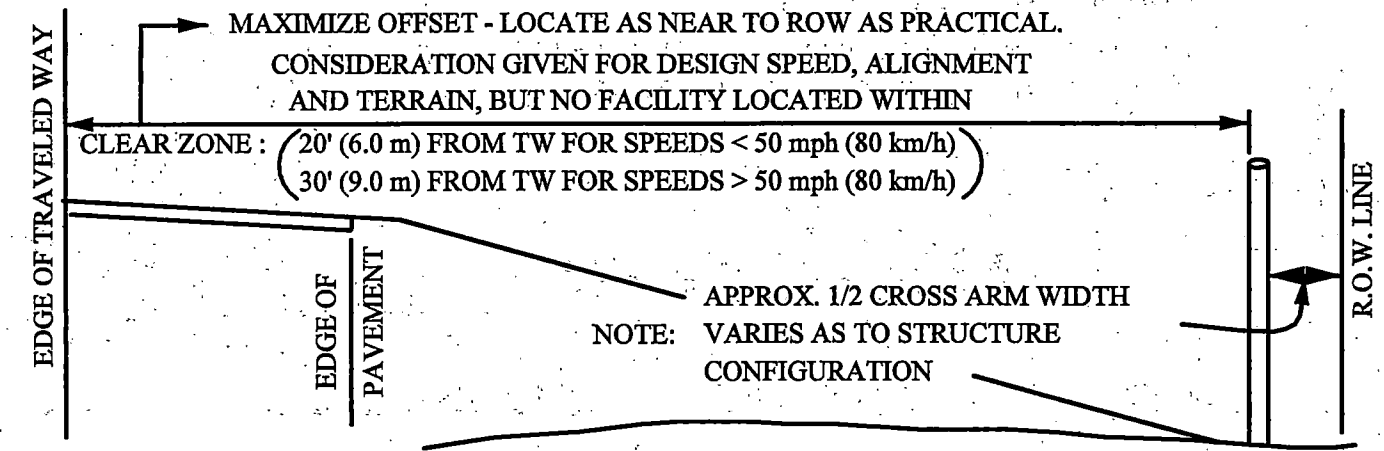 MAXIMIZE OFFSET - LOCATE AS NEAR TO ROW AS PRACTICAL.
CONSIDERATION GIVEN FOR DESIGN SPEED, ALIGNMENT
AND TERRAIN, BUT NO FACILITY LOCATED WITHIN
CLEAR ZONE : (20' (6.0 m) FROM TW FOR SPEEDS < 50 mph (80 km/h)
30' (9.0 m) FROM TW FOR SPEEDS > 50 mph (80 km/h))
EDGE OF TRAVELED WAY
EDGE OF
PAVEMENT
APPROX. 1/2 CROSS ARM WIDTH
NOTE: VARIES AS TO STRUCTURE
CONFIGURATION
R.O.W. LINE